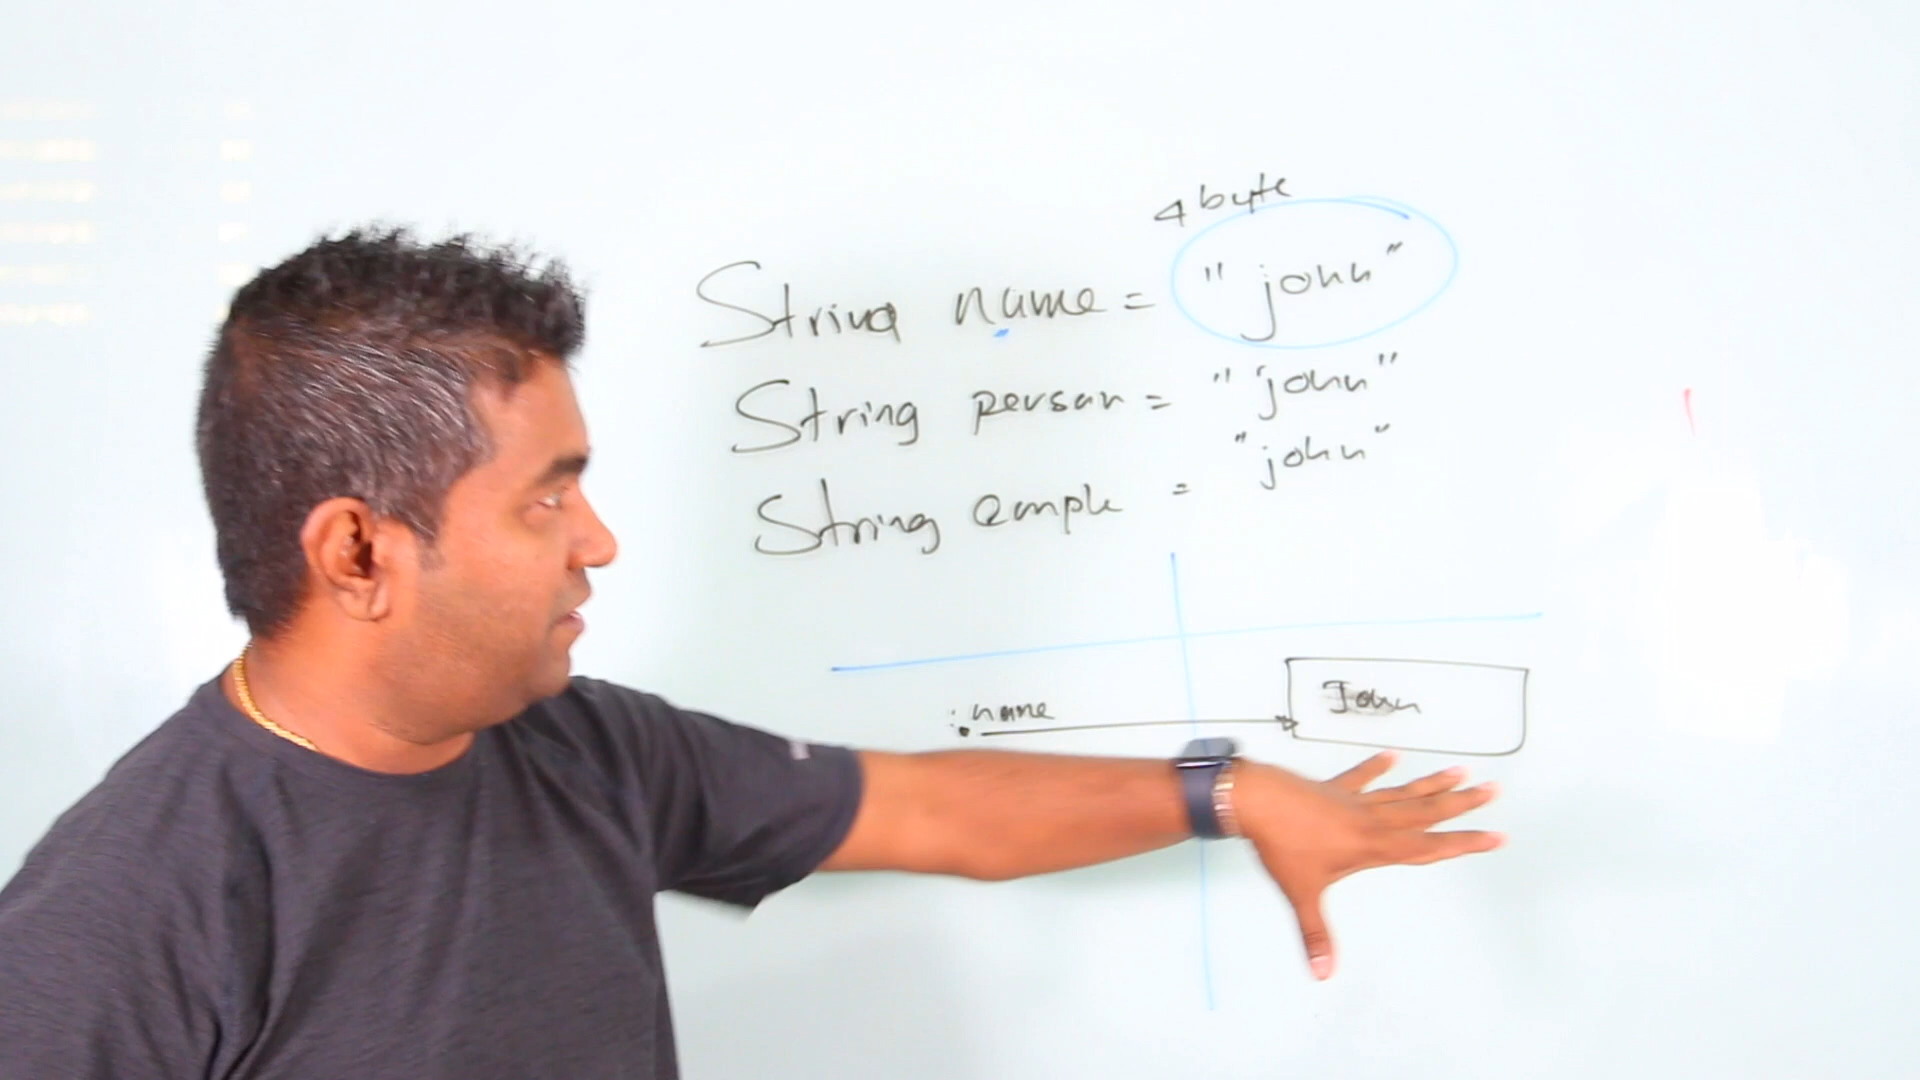 4 byte
String name = "john"
String person = "john"
String emple = "john"
name
John